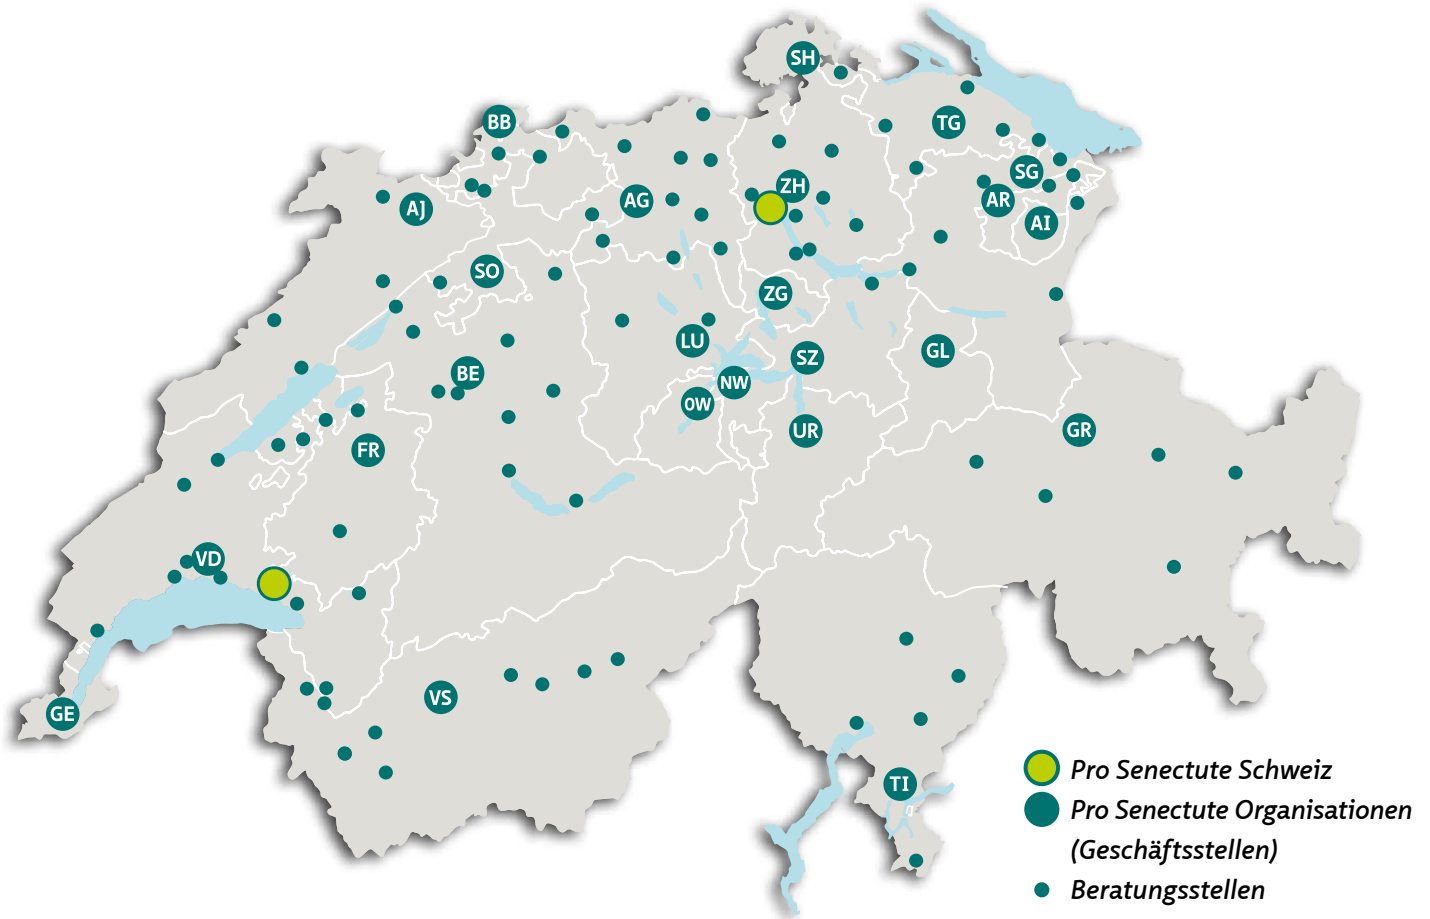 SH
BB
TG
SG
ZH
AR
AG
AJ
AI
SO
ZG
LU
GL
SZ
BE
NW
OW
UR
GR
FR
VD
VS
GE
TI
Pro Senectute Schweiz
Pro Senectute Organisationen
(Geschäftsstellen)
Beratungsstellen